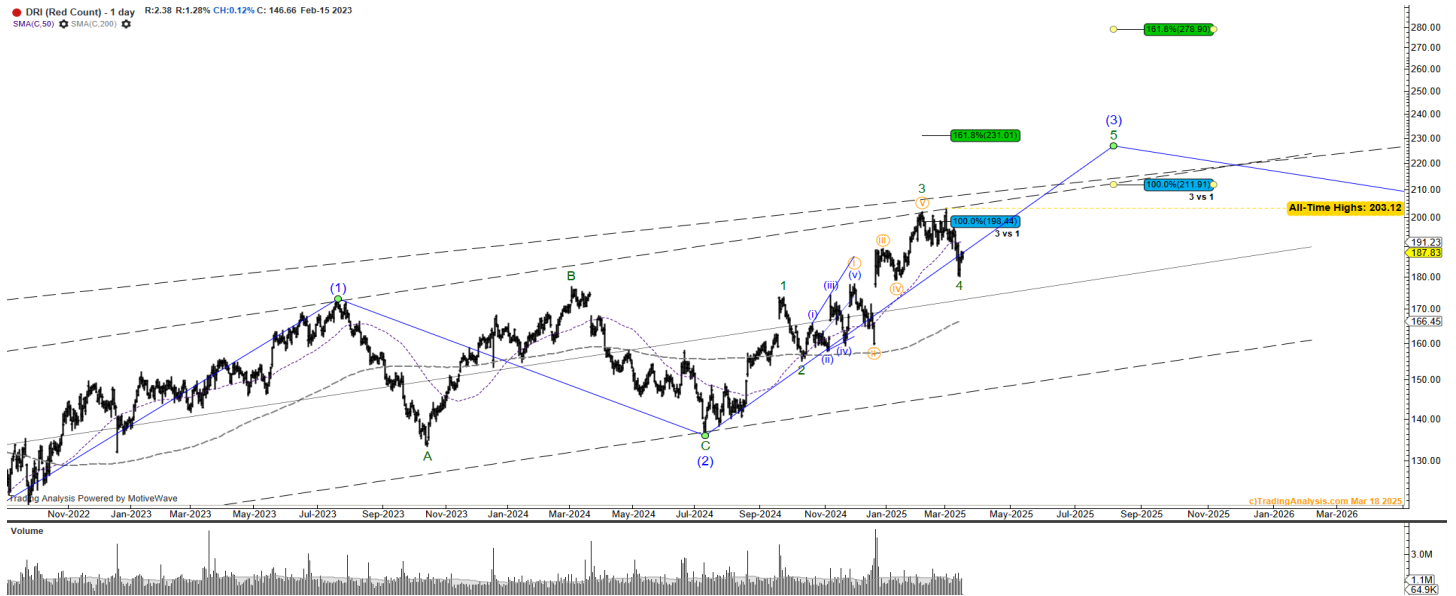 DRI (Red Count) - 1 day R:2.38 R:1.28% CH:0.12% C: 146.66 Feb-15 2023
SMA(C,50) SMA(C,200)
280.00
270.00
260.00
250.00
240.00
230.00
220.00
210.00
200.00
191.23
187.83
180.00
170.00
166.45
160.00
150.00
140.00
130.00
161.8%(278.90)
161.8%(231.01)
(3)
5
100.0%(211.91)
3 vs 1
All-Time Highs: 203.12
3
v
100.0%(198.44)
3 vs 1
iii
iv
4
i
(v)
(iii)
(i)
(iv)
(ii)
ii
1
2
B
(1)
A
C
(2)
Trading Analysis Powered by MotiveWave
c)TradingAnalysis.com Mar 18 2025
Nov-2022 Jan-2023 Mar-2023 May-2023 Jul-2023 Sep-2023 Nov-2023 Jan-2024 Mar-2024 May-2024 Jul-2024 Sep-2024 Nov-2024 Jan-2025 Mar-2025 May-2025 Jul-2025 Sep-2025 Nov-2025 Jan-2026 Mar-2026
Volume
3.0M
1.1M
64.9K